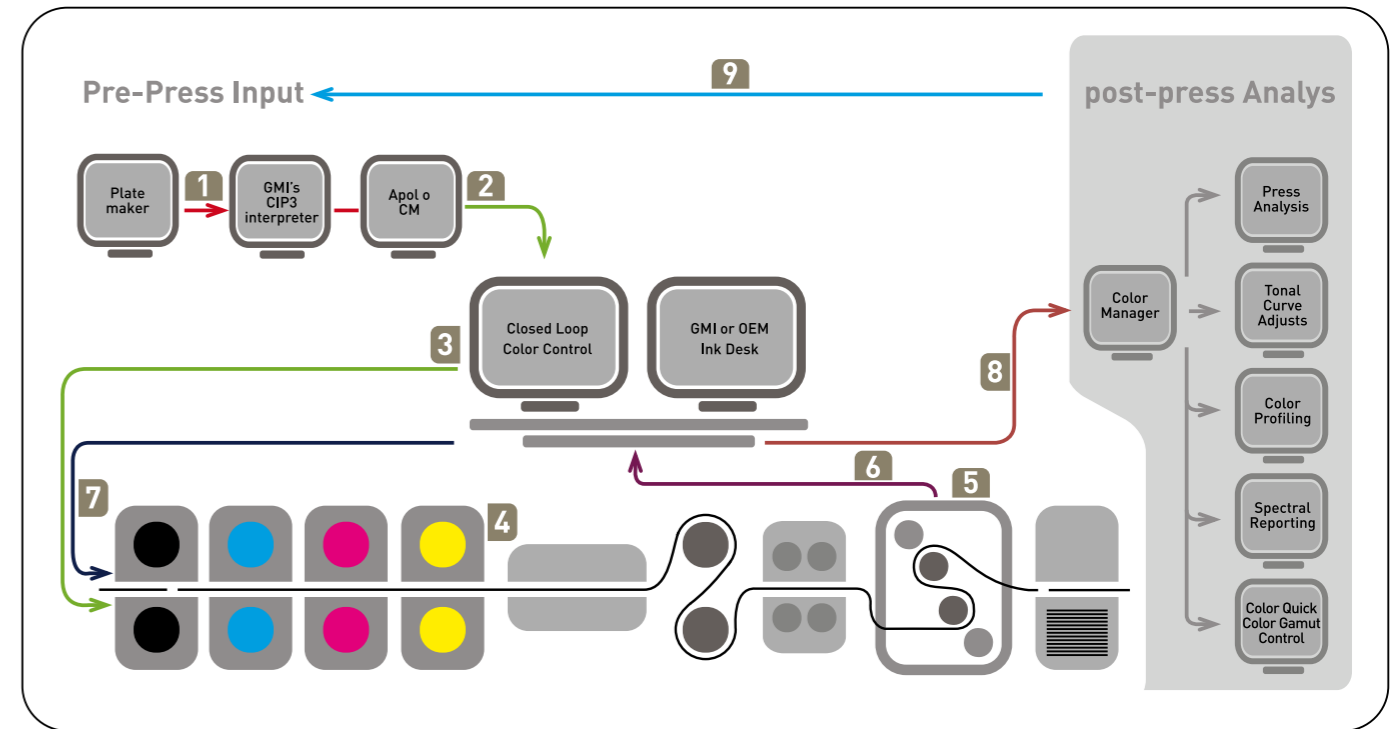 9
Pre-Press Input
post-press Analys
Plate
maker
1
GMI's
CIP3
interpreter
Apol o
CM
2
Press
Analysis
3
Closed Loop
Color Control
GMI or OEM
Ink Desk
8
Color
Manager
Tonal
Curve
Adjusts
Color
Profiling
6
5
7
4
Spectral
Reporting
Color Quick
Color Gamut
Control